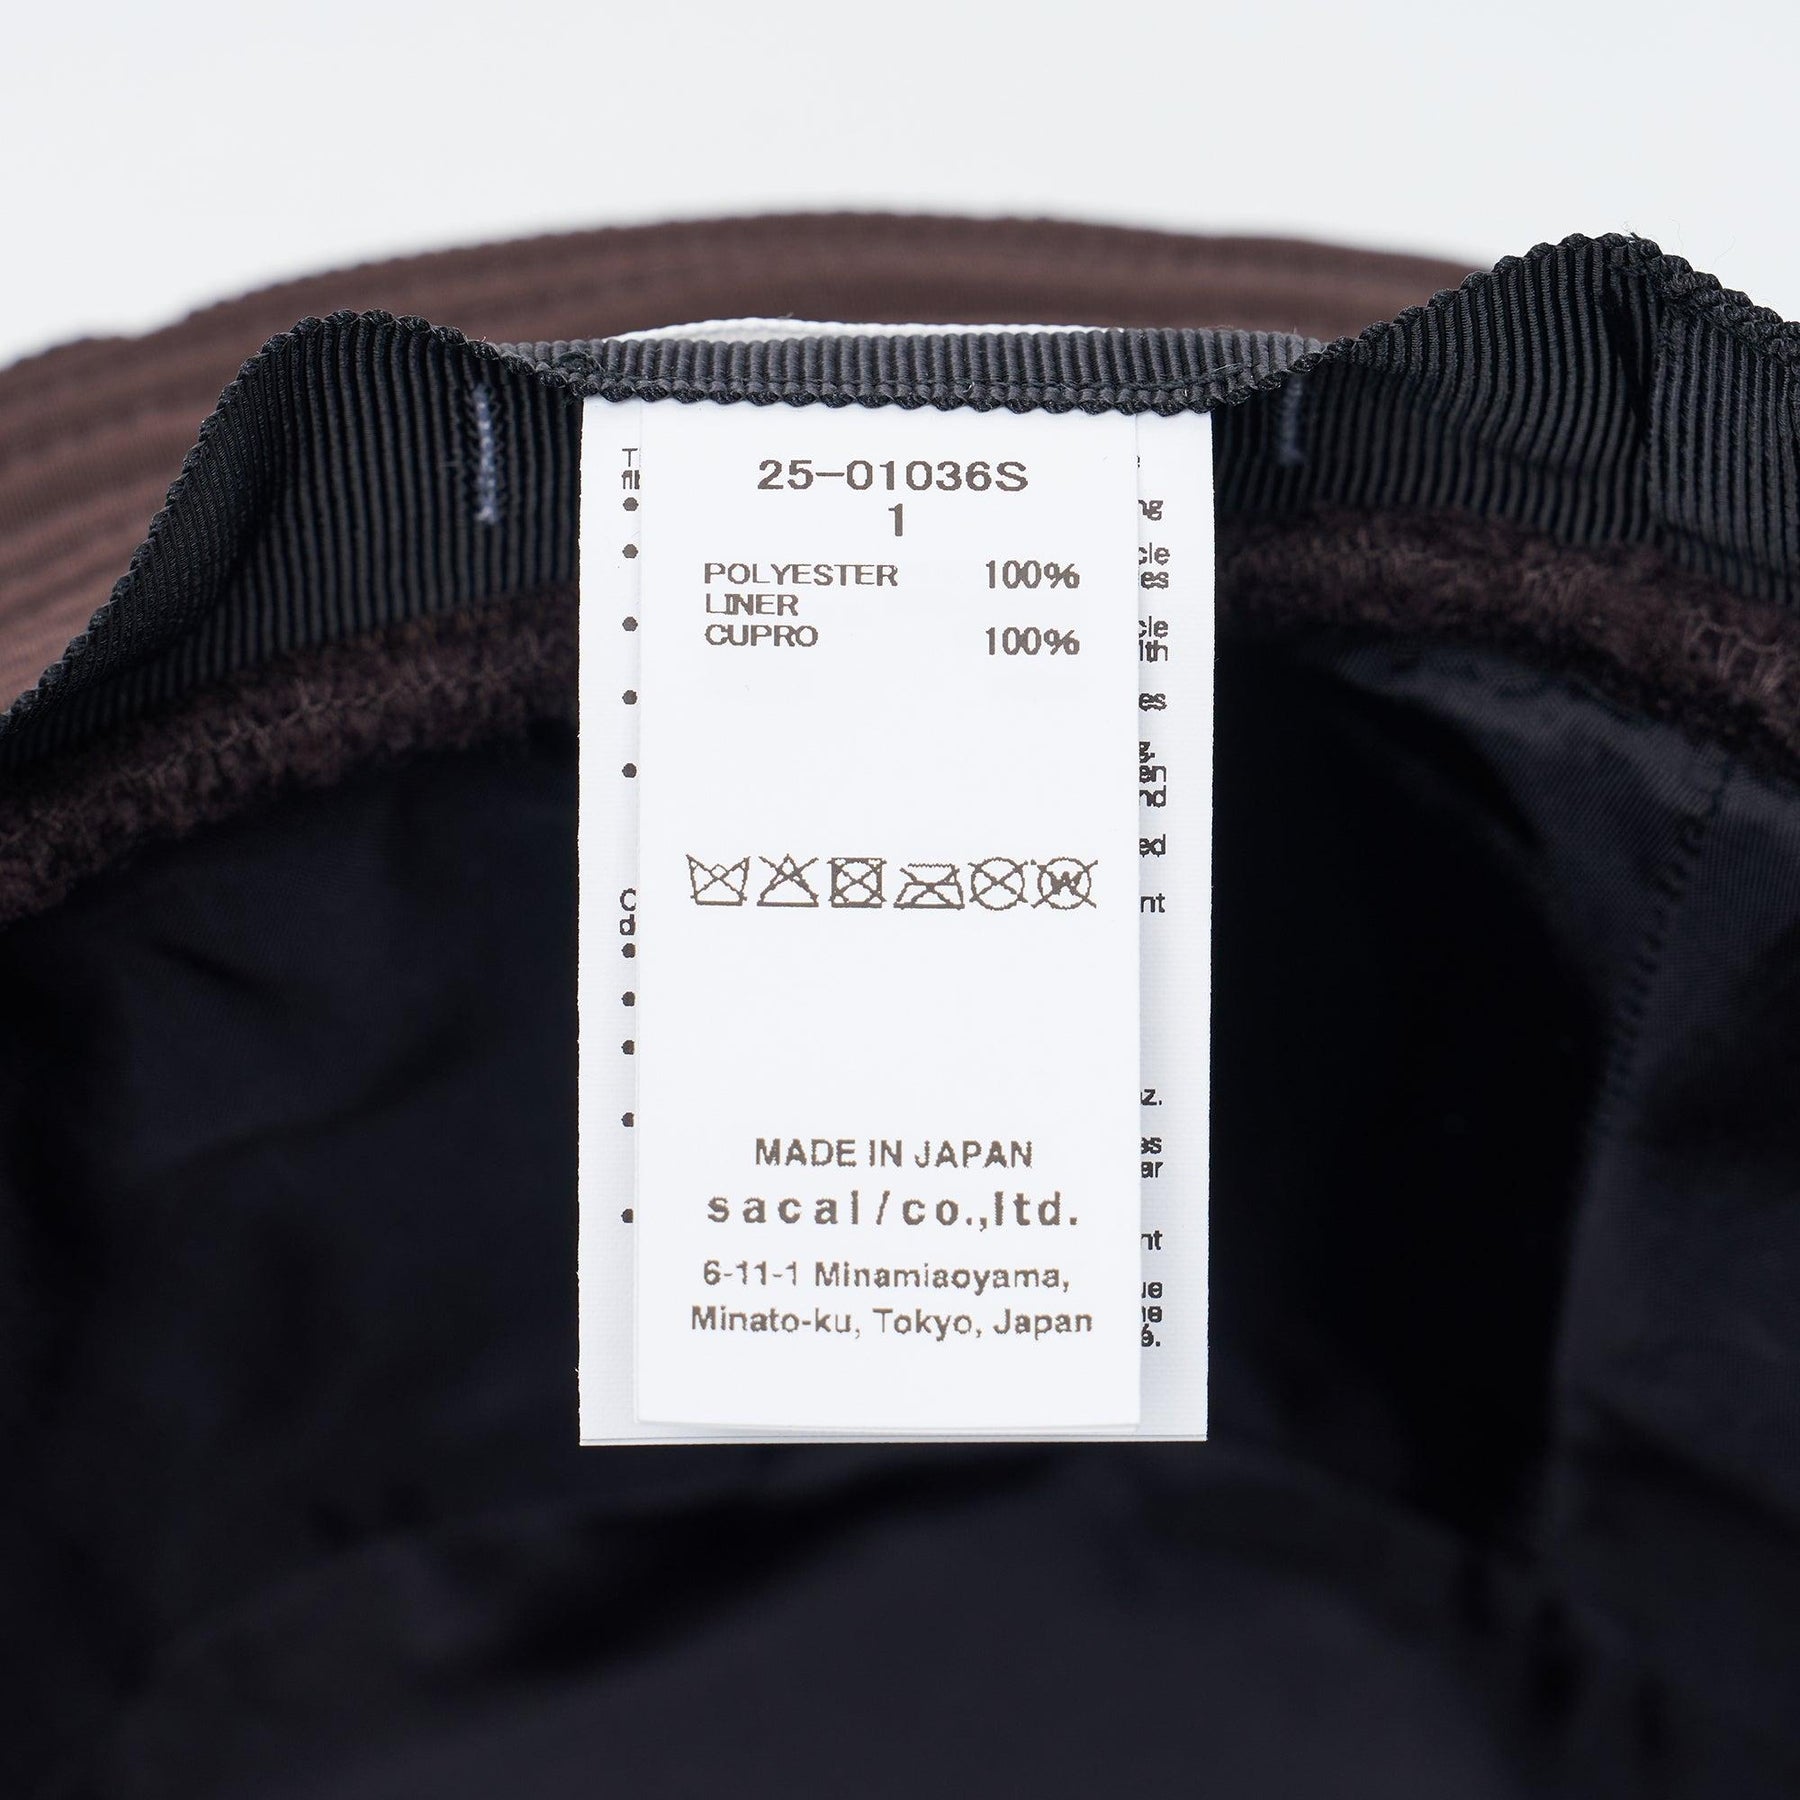 25-01036S
1
POLYESTER 100%
LINER
CUPRO 100%
W
MADE IN JAPAN
sacai/co.,ltd.
6-11-1 Minamiaoyama,
Minato-ku, Tokyo, Japan